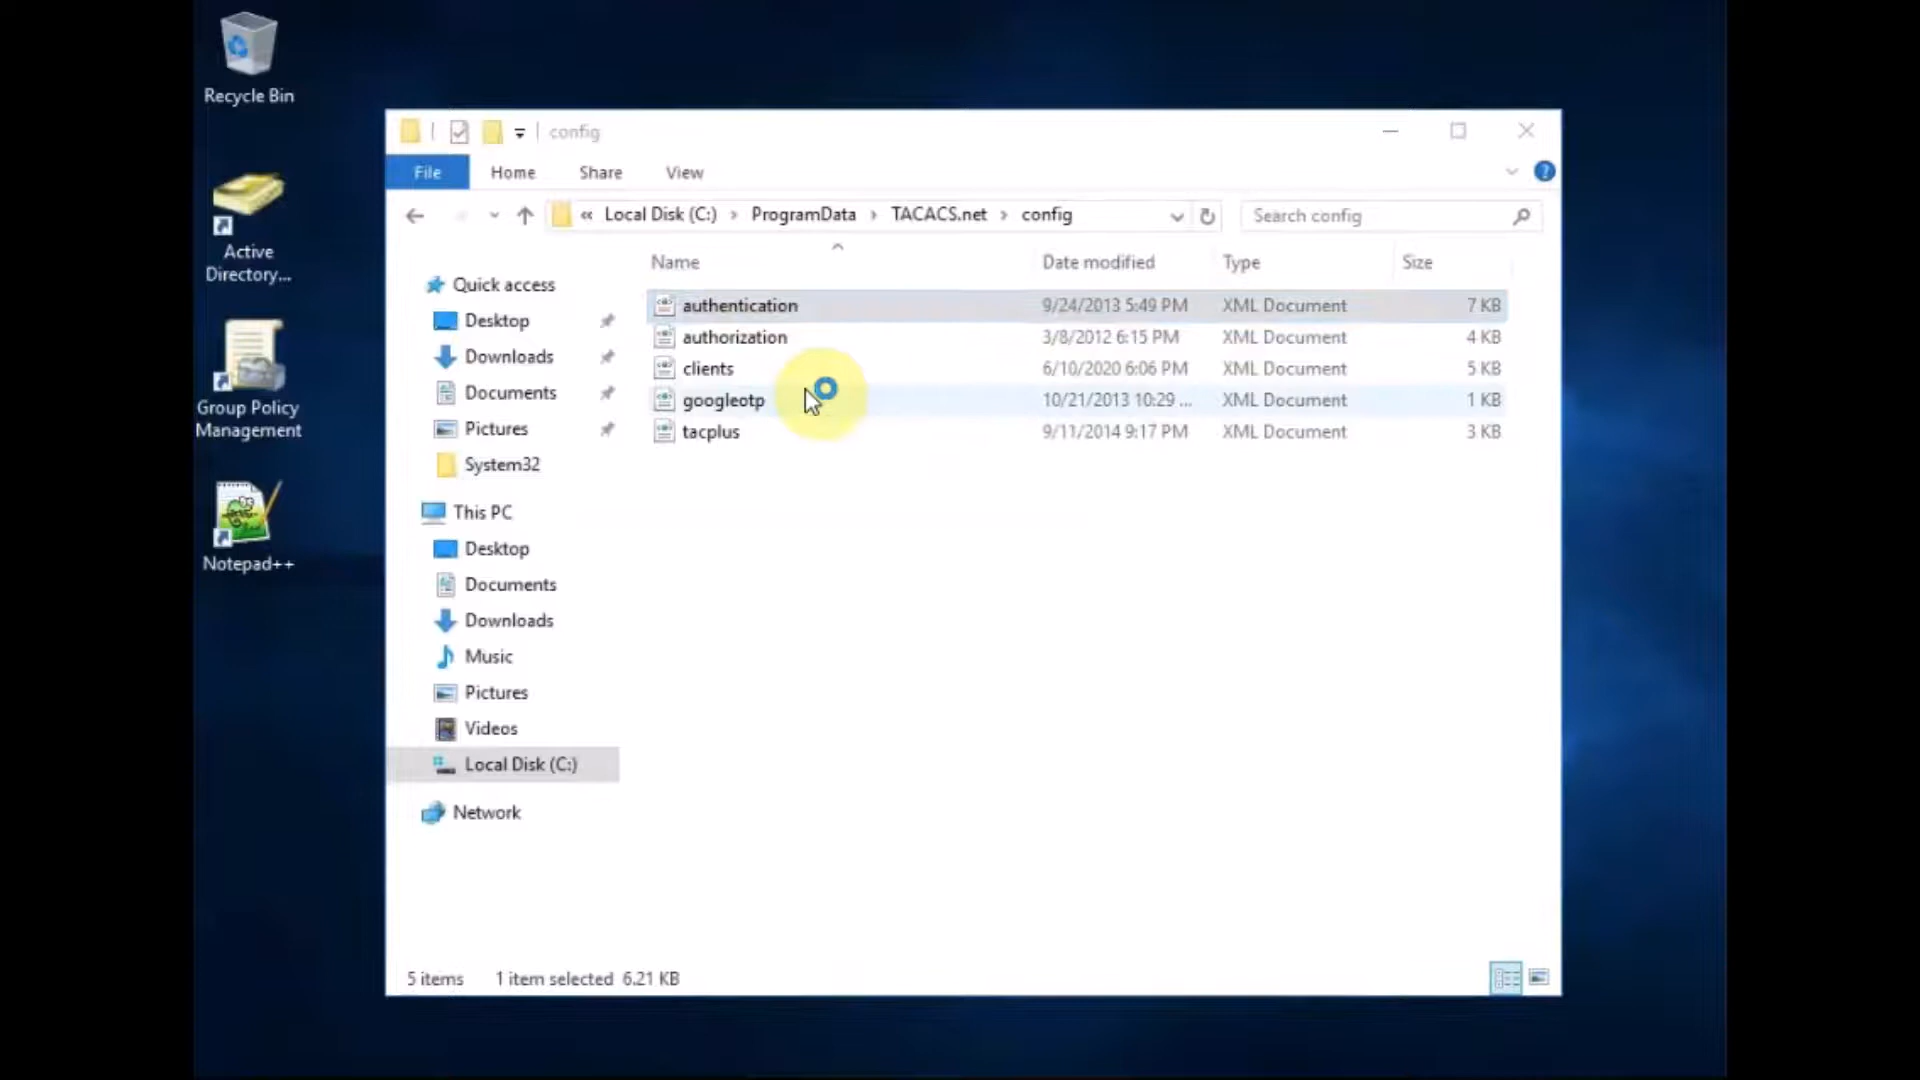 Recycle Bin
Active
Directory...
Group Policy
Management
Notepad++
config
File Home Share View
« Local Disk (C:) › ProgramData › TACACS.net › config
Search config
Name Date modified Type Size
authentication 9/24/2013 5:49 PM XML Document 7 KB
authorization 3/8/2012 6:15 PM XML Document 4 KB
clients 6/10/2020 6:06 PM XML Document 5 KB
googleotp 10/21/2013 10:29 ... XML Document 1 KB
tacplus 9/11/2014 9:17 PM XML Document 3 KB
Quick access
Desktop
Downloads
Documents
Pictures
System32
This PC
Desktop
Documents
Downloads
Music
Pictures
Videos
Local Disk (C:)
Network
5 items 1 item selected 6.21 KB